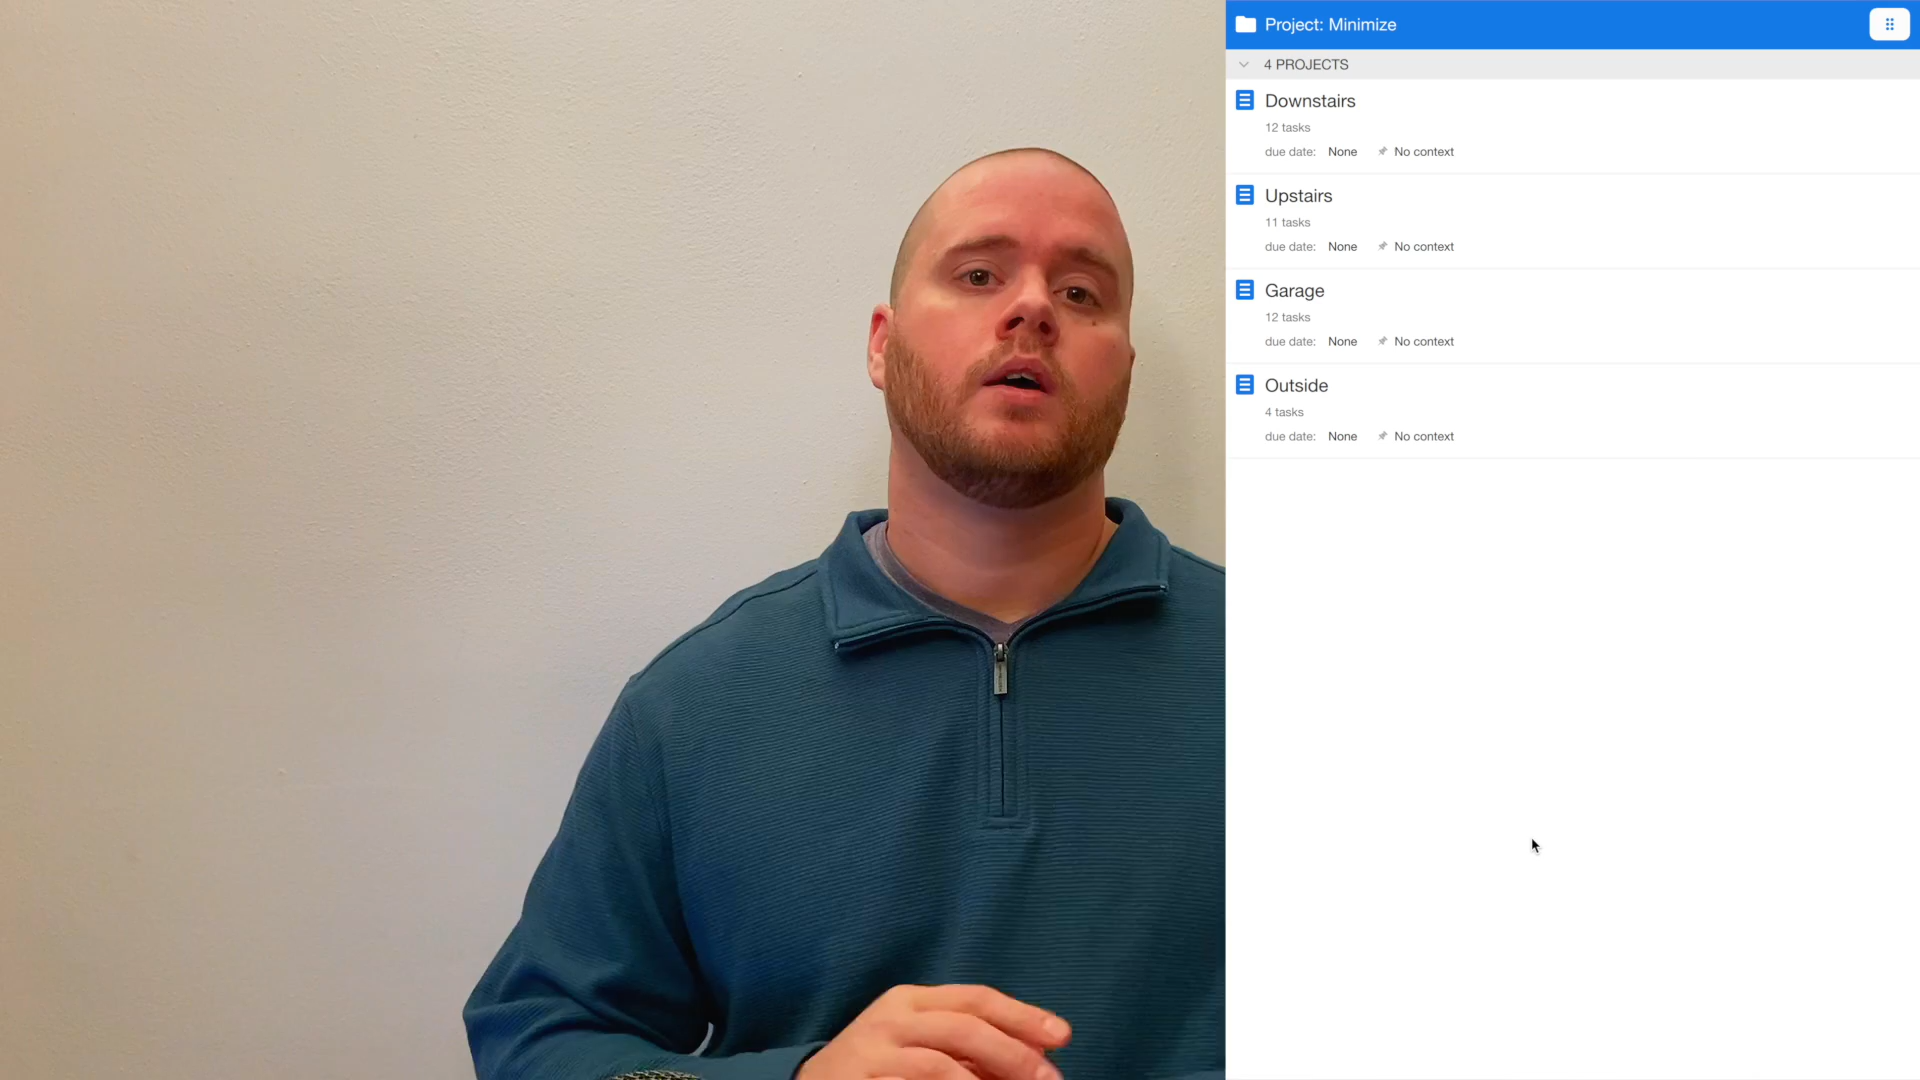 Project: Minimize
4 PROJECTS
Downstairs
12 tasks
due date: None No context
Upstairs
11 tasks
due date: None No context
Garage
12 tasks
due date: None No context
Outside
4 tasks
due date: None No context